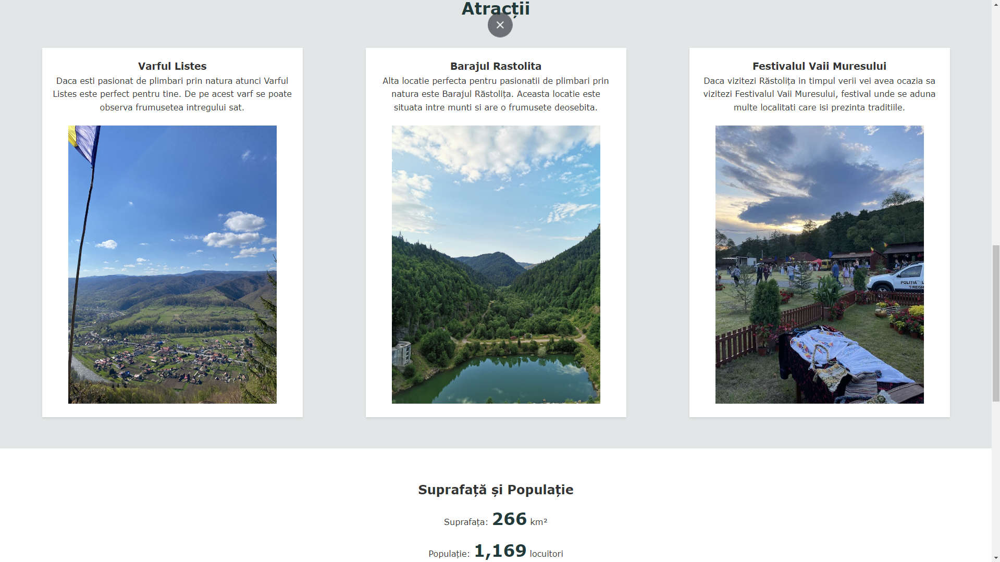 Atracții
Varful Listes
Daca esti pasionat de plimbari prin natura atunci Varful
Listes este perfect pentru tine. De pe acest varf se poate
observa frumusetea intregului sat.
Barajul Rastolita
Alta locatie perfecta pentru pasionatii de plimbari prin
natura este Barajul Răstolița. Aceasta locatie este
situata intre munti si are o frumusete deosebita.
Festivalul Vaii Muresului
Daca vizitezi Răstolița in timpul verii vei avea ocazia sa
vizitezi Festivalul Vaii Muresului, festival unde se aduna
multe localitati care isi prezinta traditiile.
POLITIA L
REGH
Suprafață și Populație
Suprafața: 266 km²
Populație: 1,169 locuitori